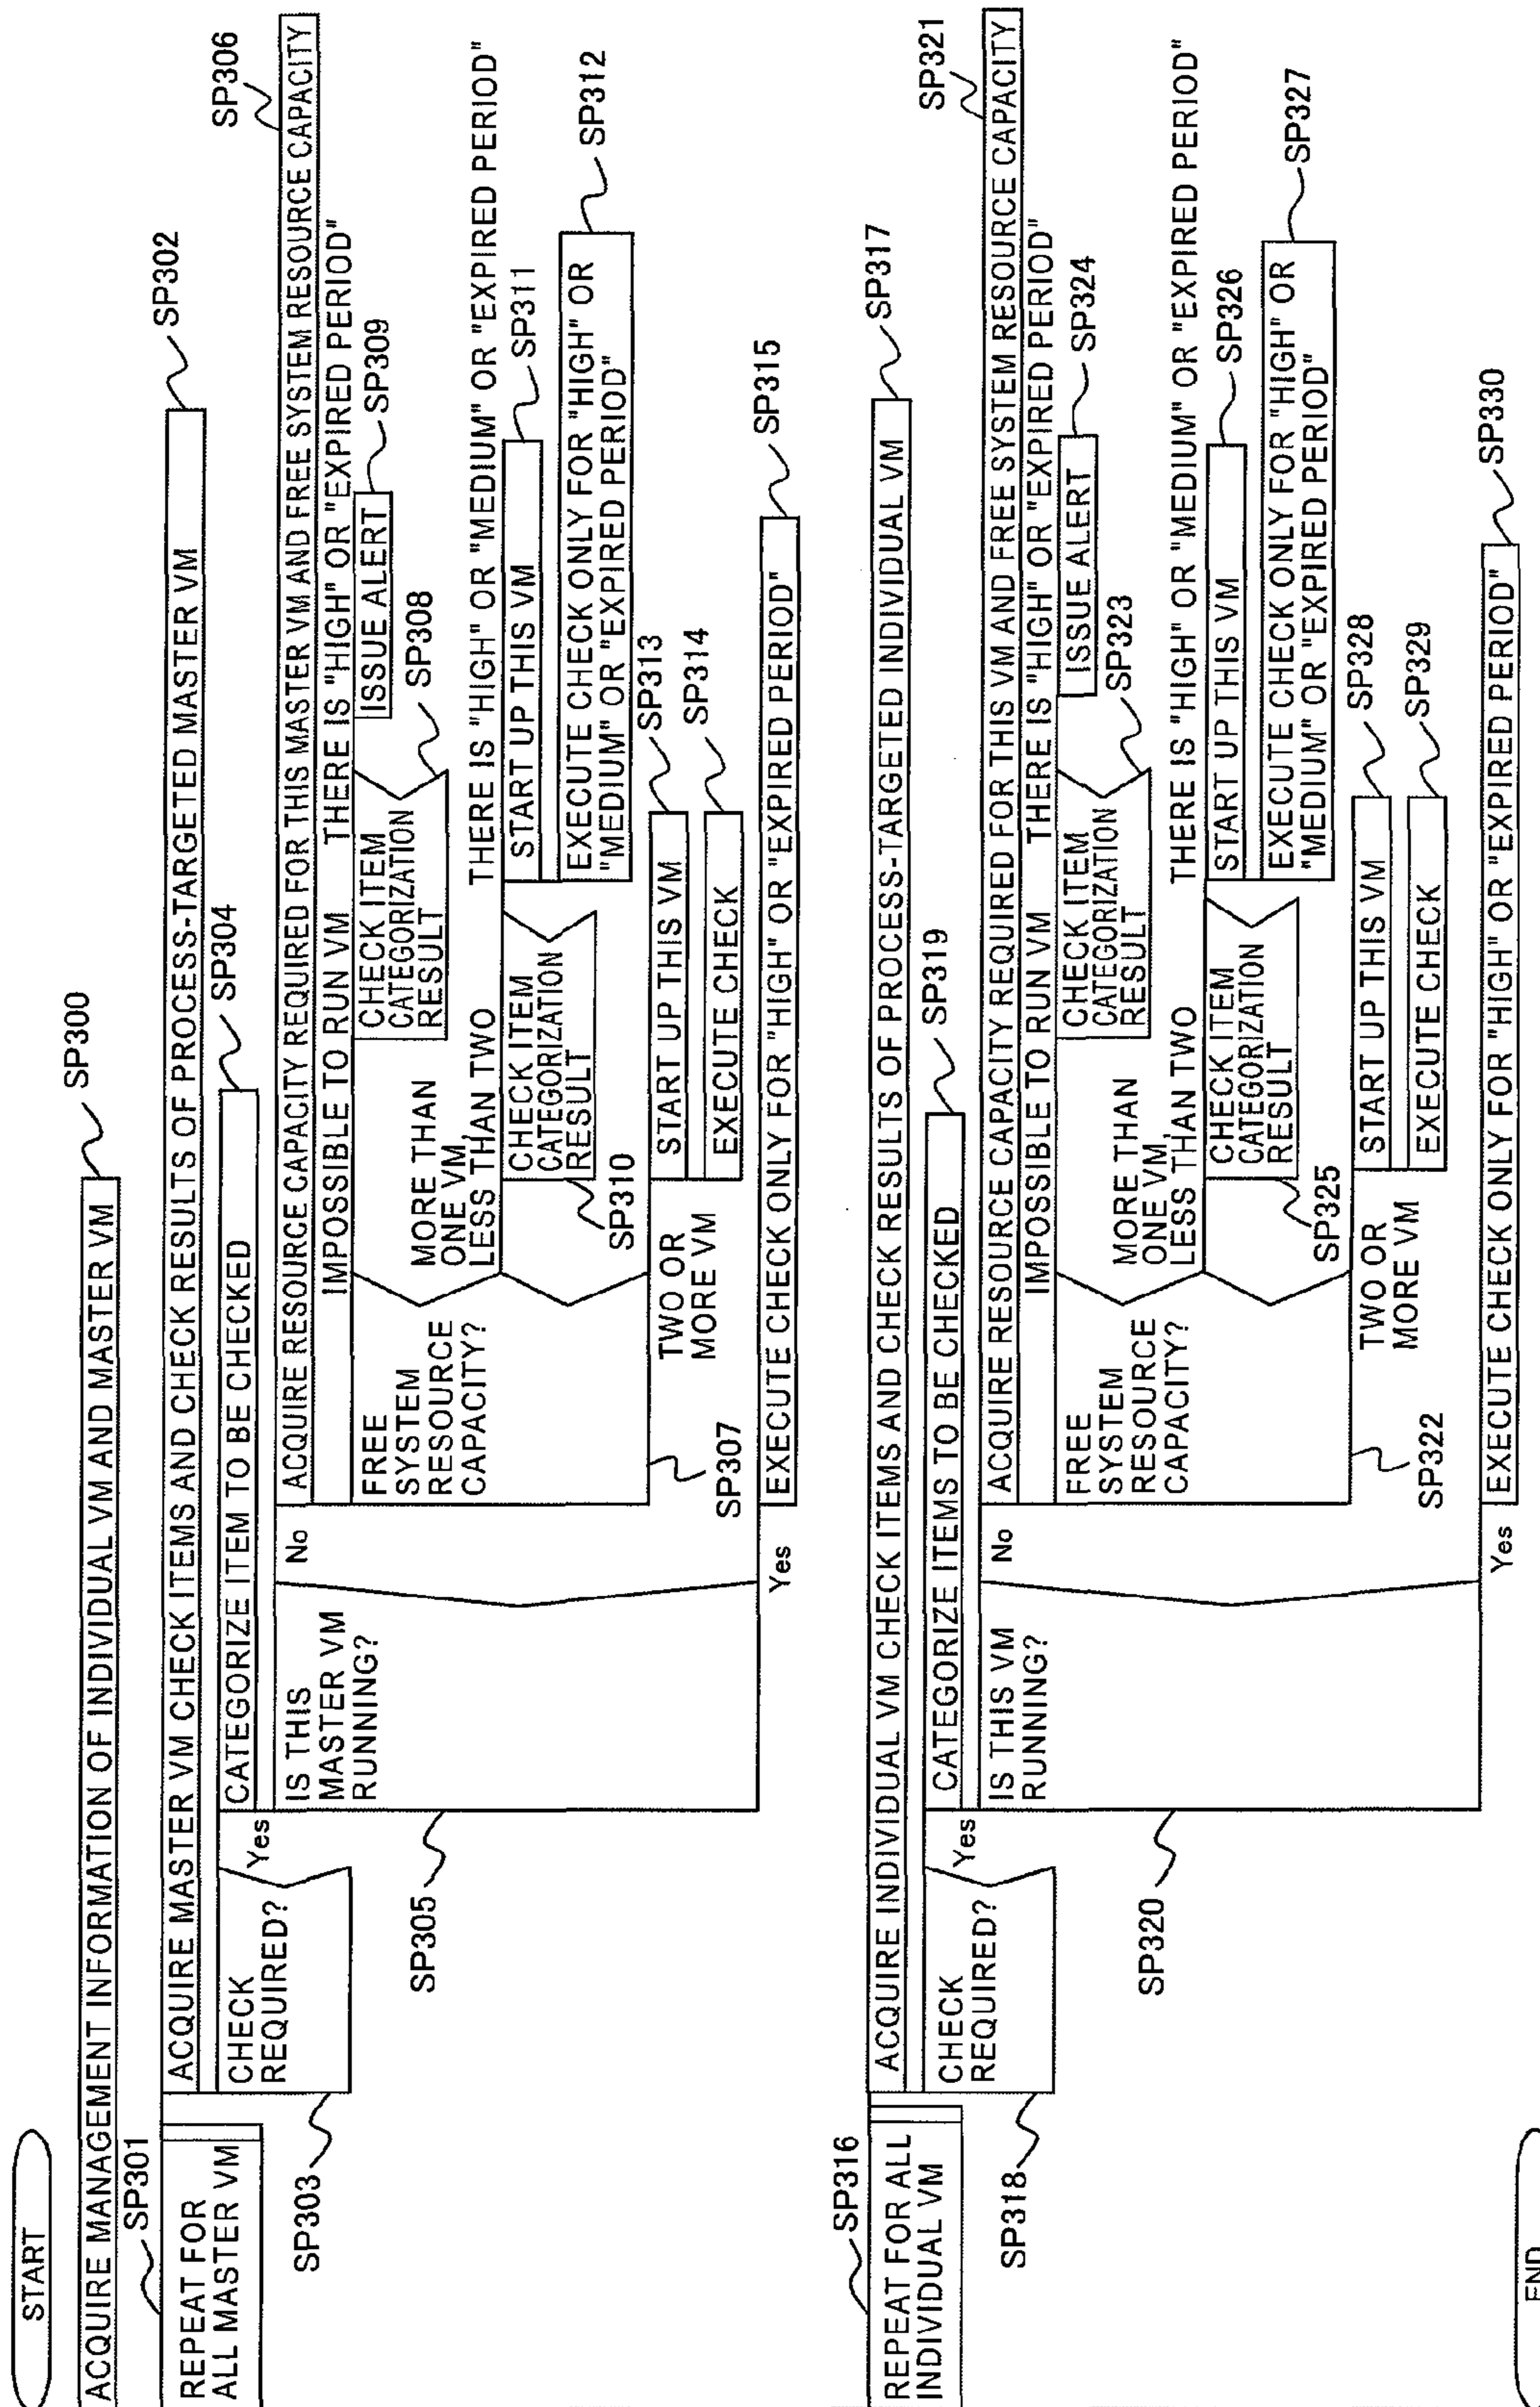 START
ACQUIRE MANAGEMENT INFORMATION OF INDIVIDUAL VM AND MASTER VM
SP300
SP301
REPEAT FOR
ALL MASTER VM
ACQUIRE MASTER VM CHECK ITEMS AND CHECK RESULTS OF PROCESS-TARGETED MASTER VM
SP302
CHECK
REQUIRED?
SP303
Yes
CATEGORIZE ITEM TO BE CHECKED
SP304
IS THIS
MASTER VM
RUNNING?
SP305
No
ACQUIRE RESOURCE CAPACITY REQUIRED FOR THIS MASTER VM AND FREE SYSTEM RESOURCE CAPACITY
SP306
FREE
SYSTEM
RESOURCE
CAPACITY?
SP307
IMPOSSIBLE TO RUN VM
CHECK ITEM
CATEGORIZATION
RESULT
SP308
THERE IS "HIGH" OR "EXPIRED PERIOD"
ISSUE ALERT
SP309
MORE THAN
ONE VM,
LESS THAN TWO
CHECK ITEM
CATEGORIZATION
RESULT
SP310
THERE IS "HIGH" OR "MEDIUM" OR "EXPIRED PERIOD"
START UP THIS VM
SP311
EXECUTE CHECK ONLY FOR "HIGH" OR
"MEDIUM" OR "EXPIRED PERIOD"
SP312
TWO OR
MORE VM
START UP THIS VM
SP313
EXECUTE CHECK
SP314
Yes
EXECUTE CHECK ONLY FOR "HIGH" OR "EXPIRED PERIOD"
SP315
SP316
REPEAT FOR ALL
INDIVIDUAL VM
ACQUIRE INDIVIDUAL VM CHECK ITEMS AND CHECK RESULTS OF PROCESS-TARGETED INDIVIDUAL VM
SP317
CHECK
REQUIRED?
SP318
Yes
CATEGORIZE ITEMS TO BE CHECKED
SP319
IS THIS VM
RUNNING?
SP320
No
ACQUIRE RESOURCE CAPACITY REQUIRED FOR THIS VM AND FREE SYSTEM RESOURCE CAPACITY
SP321
FREE
SYSTEM
RESOURCE
CAPACITY?
SP322
IMPOSSIBLE TO RUN VM
CHECK ITEM
CATEGORIZATION
RESULT
SP323
THERE IS "HIGH" OR "EXPIRED PERIOD"
ISSUE ALERT
SP324
MORE THAN
ONE VM,
LESS THAN TWO
CHECK ITEM
CATEGORIZATION
RESULT
SP325
THERE IS "HIGH" OR "MEDIUM" OR "EXPIRED PERIOD"
START UP THIS VM
SP326
EXECUTE CHECK ONLY FOR "HIGH" OR
"MEDIUM" OR "EXPIRED PERIOD"
SP327
TWO OR
MORE VM
START UP THIS VM
SP328
EXECUTE CHECK
SP329
Yes
EXECUTE CHECK ONLY FOR "HIGH" OR "EXPIRED PERIOD"
SP330
END